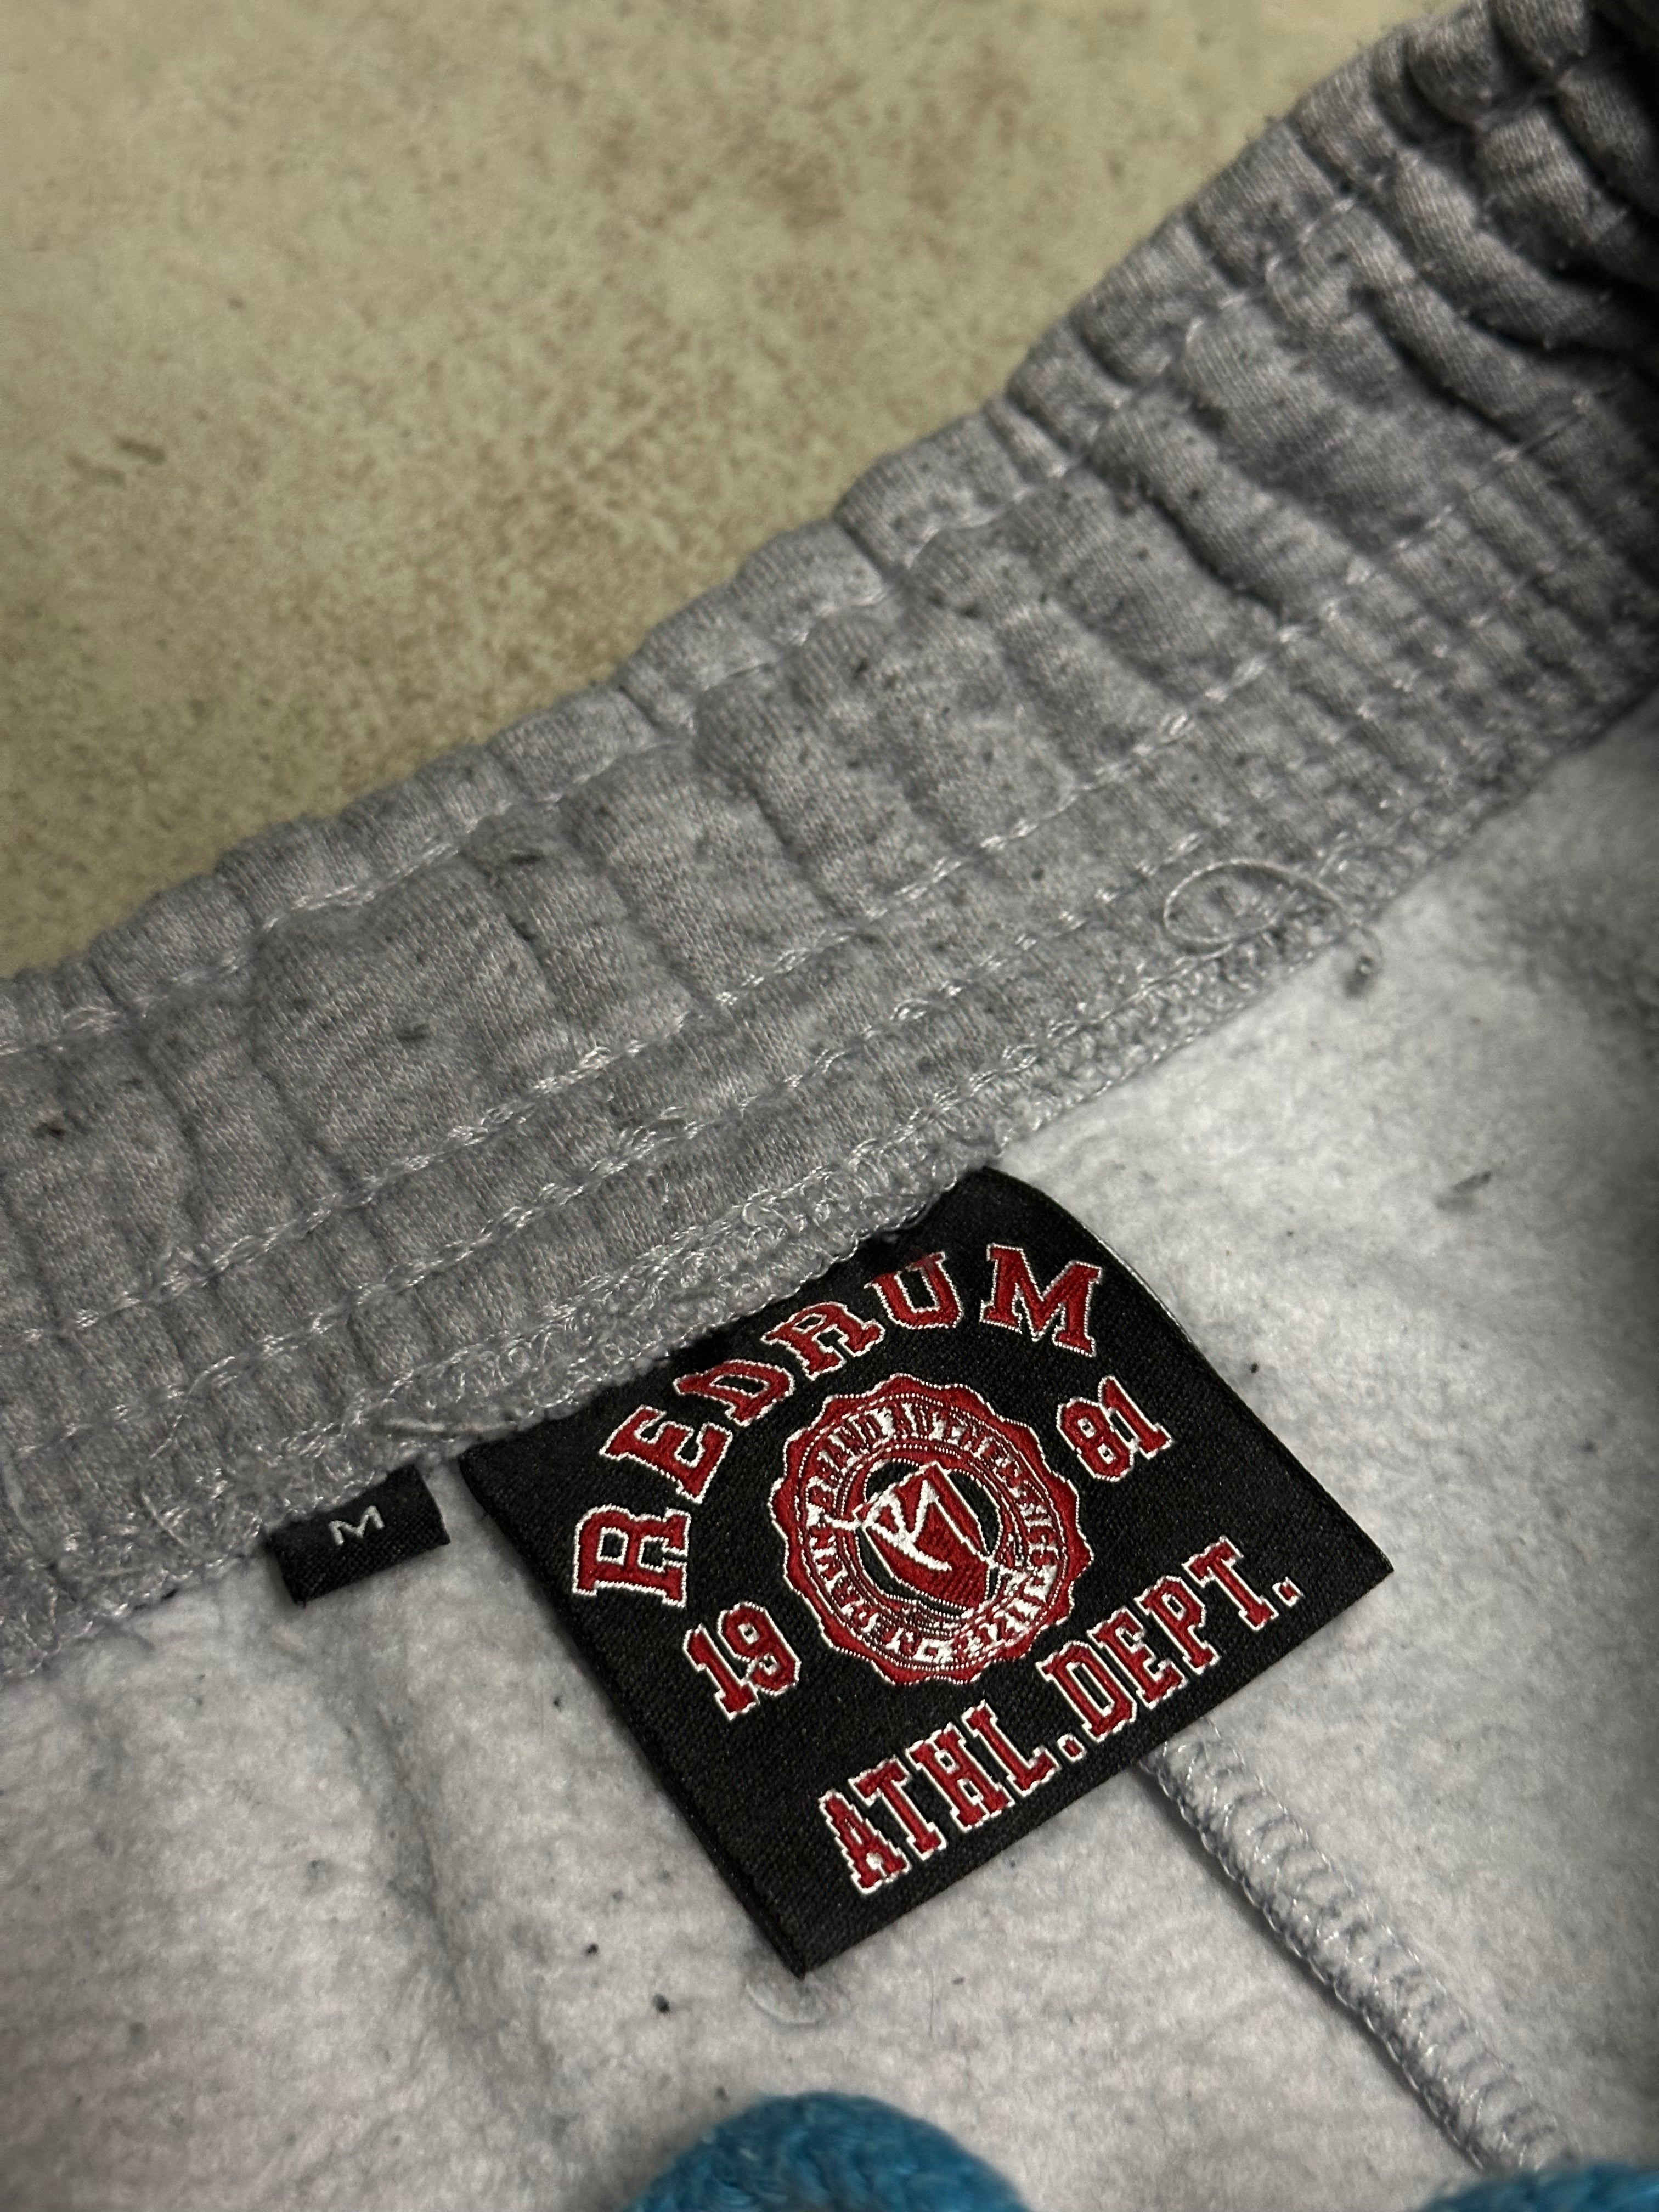 REDRUM
19 81
ATHL.DEPT.
M